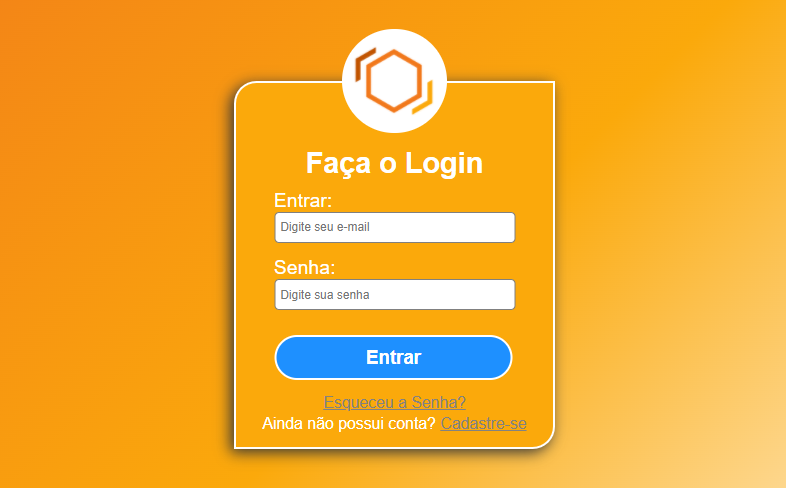 Faça o Login
Entrar:
Digite seu e-mail
Senha:
Digite sua senha
Entrar
Esqueceu a Senha?
Ainda não possui conta? Cadastre-se